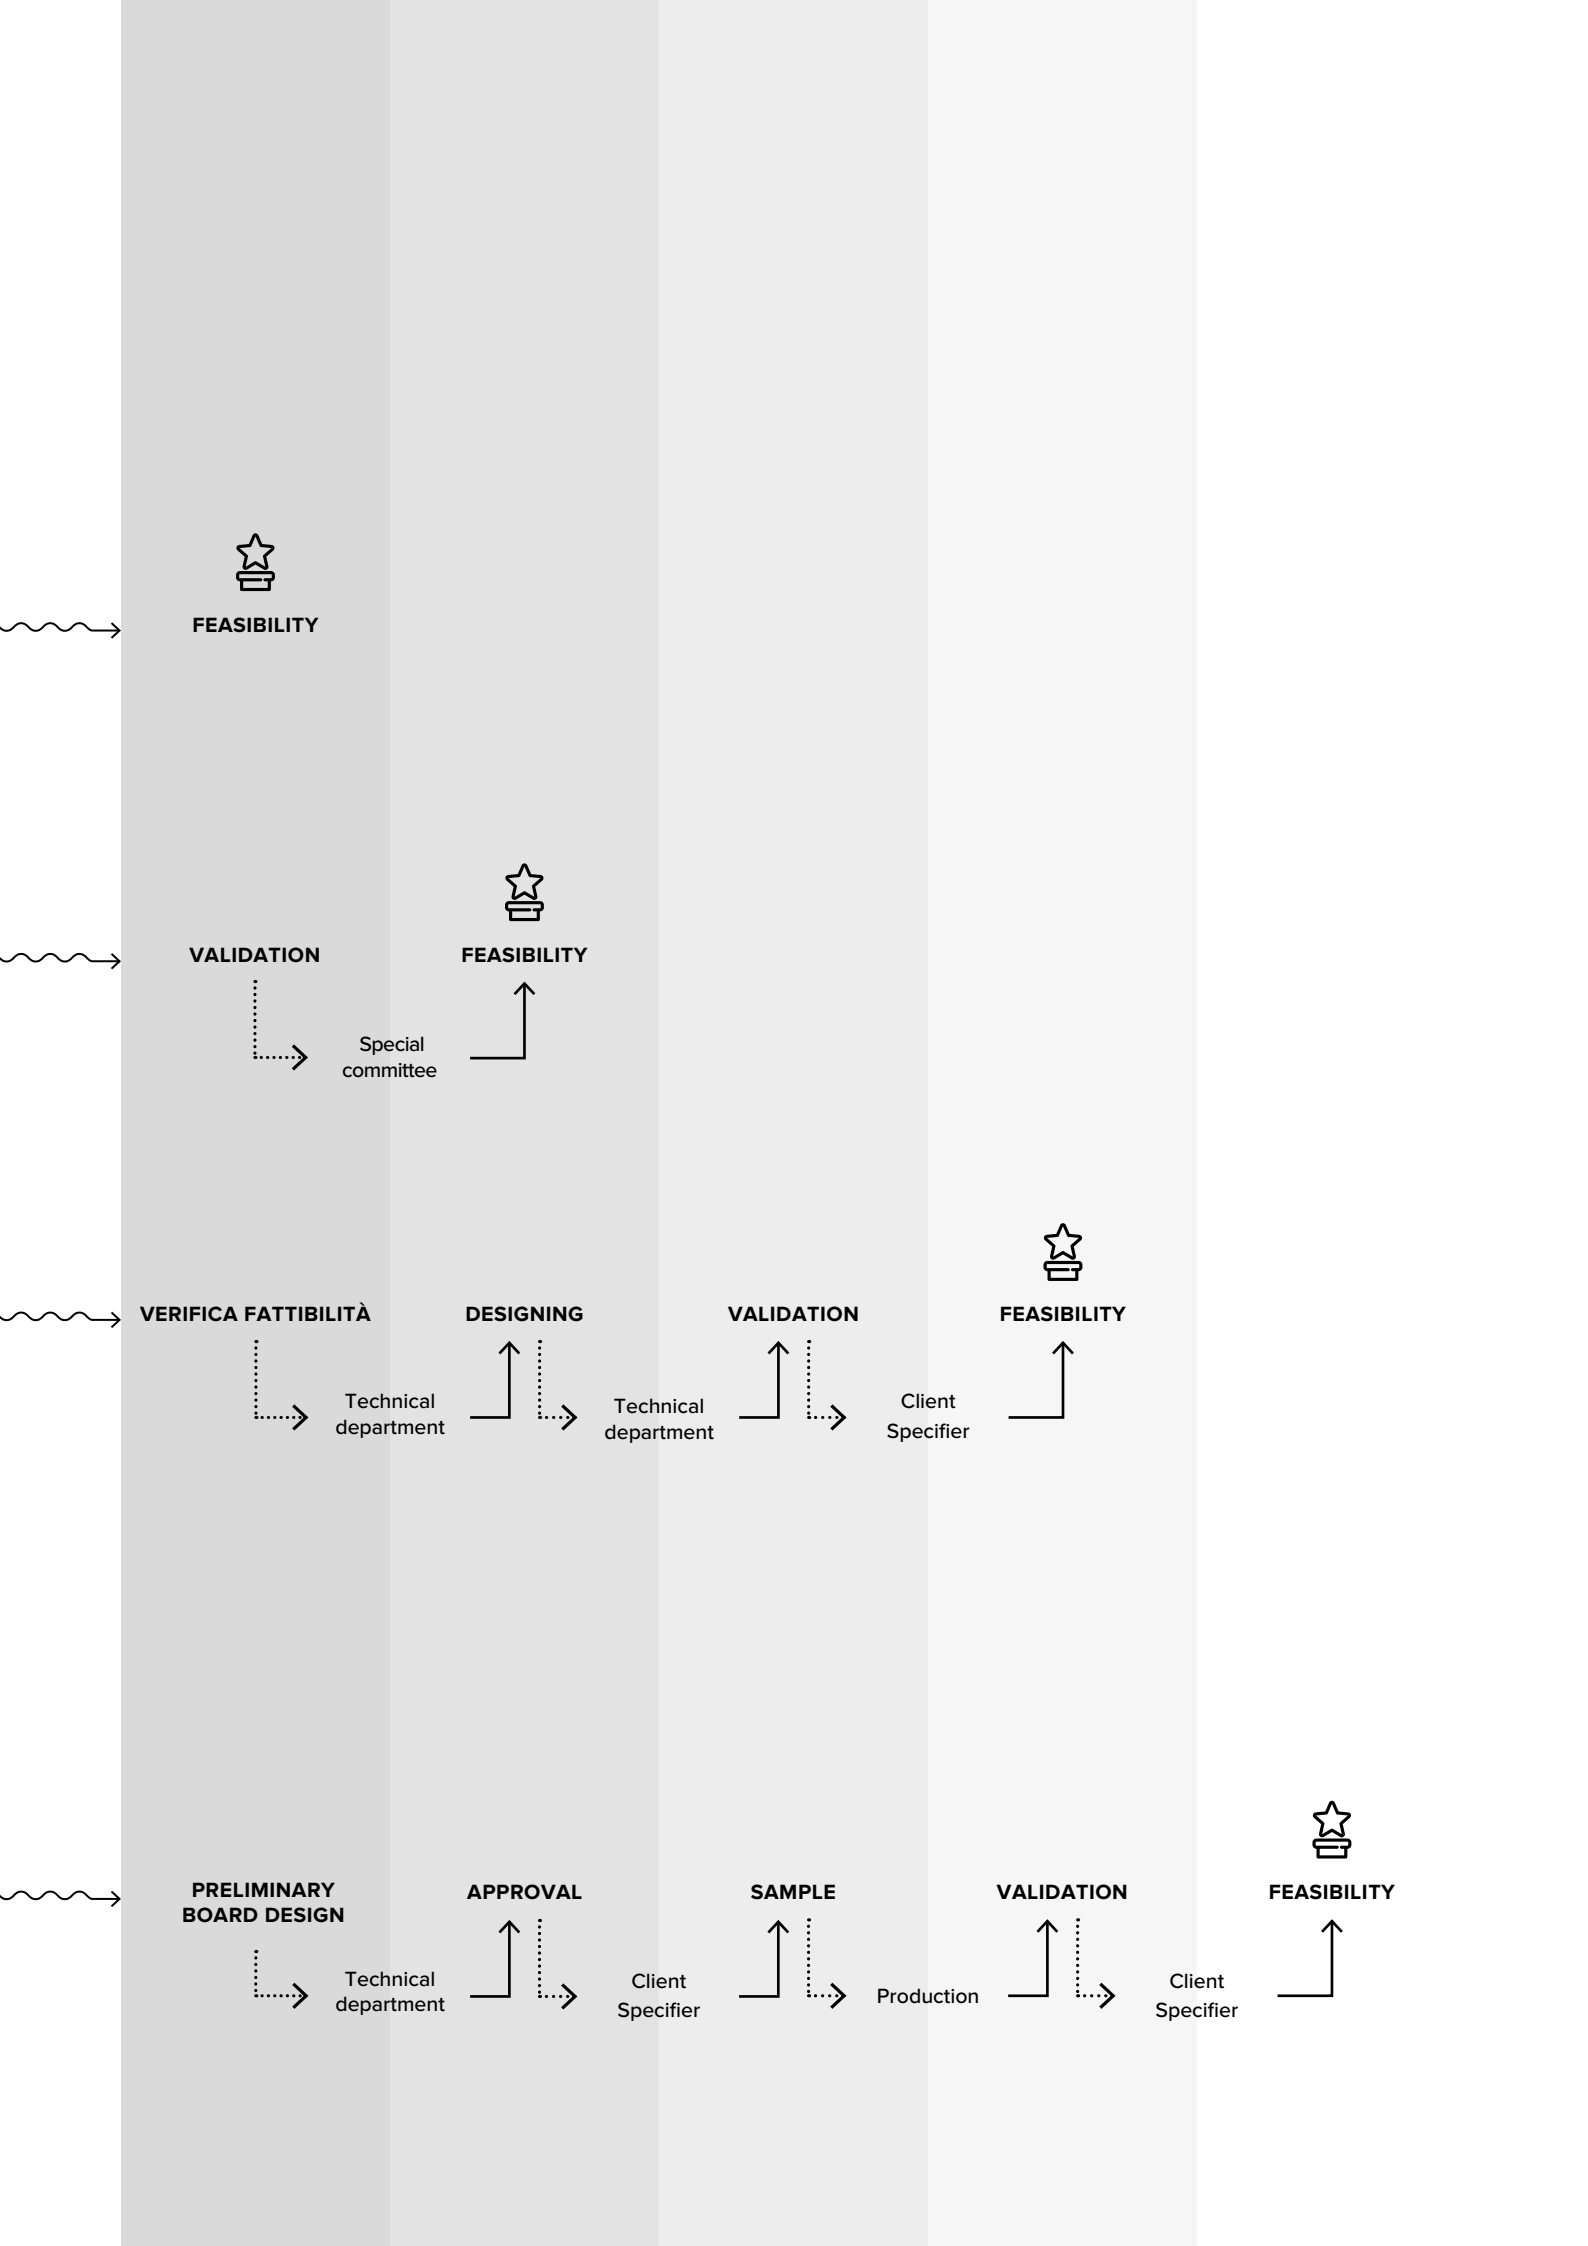 FEASIBILITY
VALIDATION
FEASIBILITY
Special
committee
VERIFICA FATTIBILITÀ
DESIGNING
VALIDATION
FEASIBILITY
Technical
department
Technical
department
Client
Specifier
PRELIMINARY
BOARD DESIGN
APPROVAL
SAMPLE
VALIDATION
FEASIBILITY
Technical
department
Client
Specifier
Production
Client
Specifier